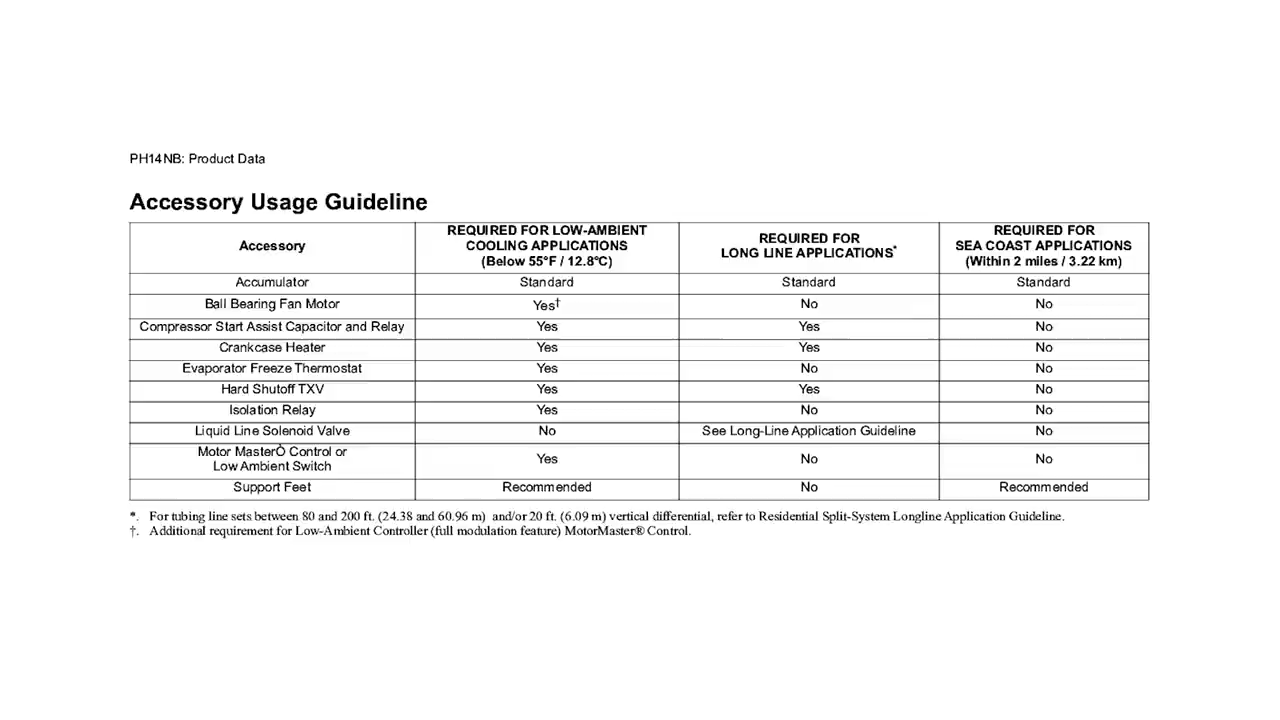 PH14NB: Product Data
Accessory Usage Guideline
Accessory
REQUIRED FOR LOW-AMBIENT
COOLING APPLICATIONS
(Below 55°F / 12.8°C)
REQUIRED FOR
LONG LINE APPLICATIONS*
REQUIRED FOR
SEA COAST APPLICATIONS
(Within 2 miles / 3.22 km)
Accumulator Standard Standard Standard
Ball Bearing Fan Motor Yes† No No
Compressor Start Assist Capacitor and Relay Yes Yes No
Crankcase Heater Yes Yes No
Evaporator Freeze Thermostat Yes No No
Hard Shutoff TXV Yes Yes No
Isolation Relay Yes No No
Liquid Line Solenoid Valve No See Long-Line Application Guideline No
Motor MasterÒ Control or
Low Ambient Switch Yes No No
Support Feet Recommended No Recommended
*. For tubing line sets between 80 and 200 ft. (24.38 and 60.96 m) and/or 20 ft. (6.09 m) vertical differential, refer to Residential Split-System Longline Application Guideline.
†. Additional requirement for Low-Ambient Controller (full modulation feature) MotorMaster® Control.